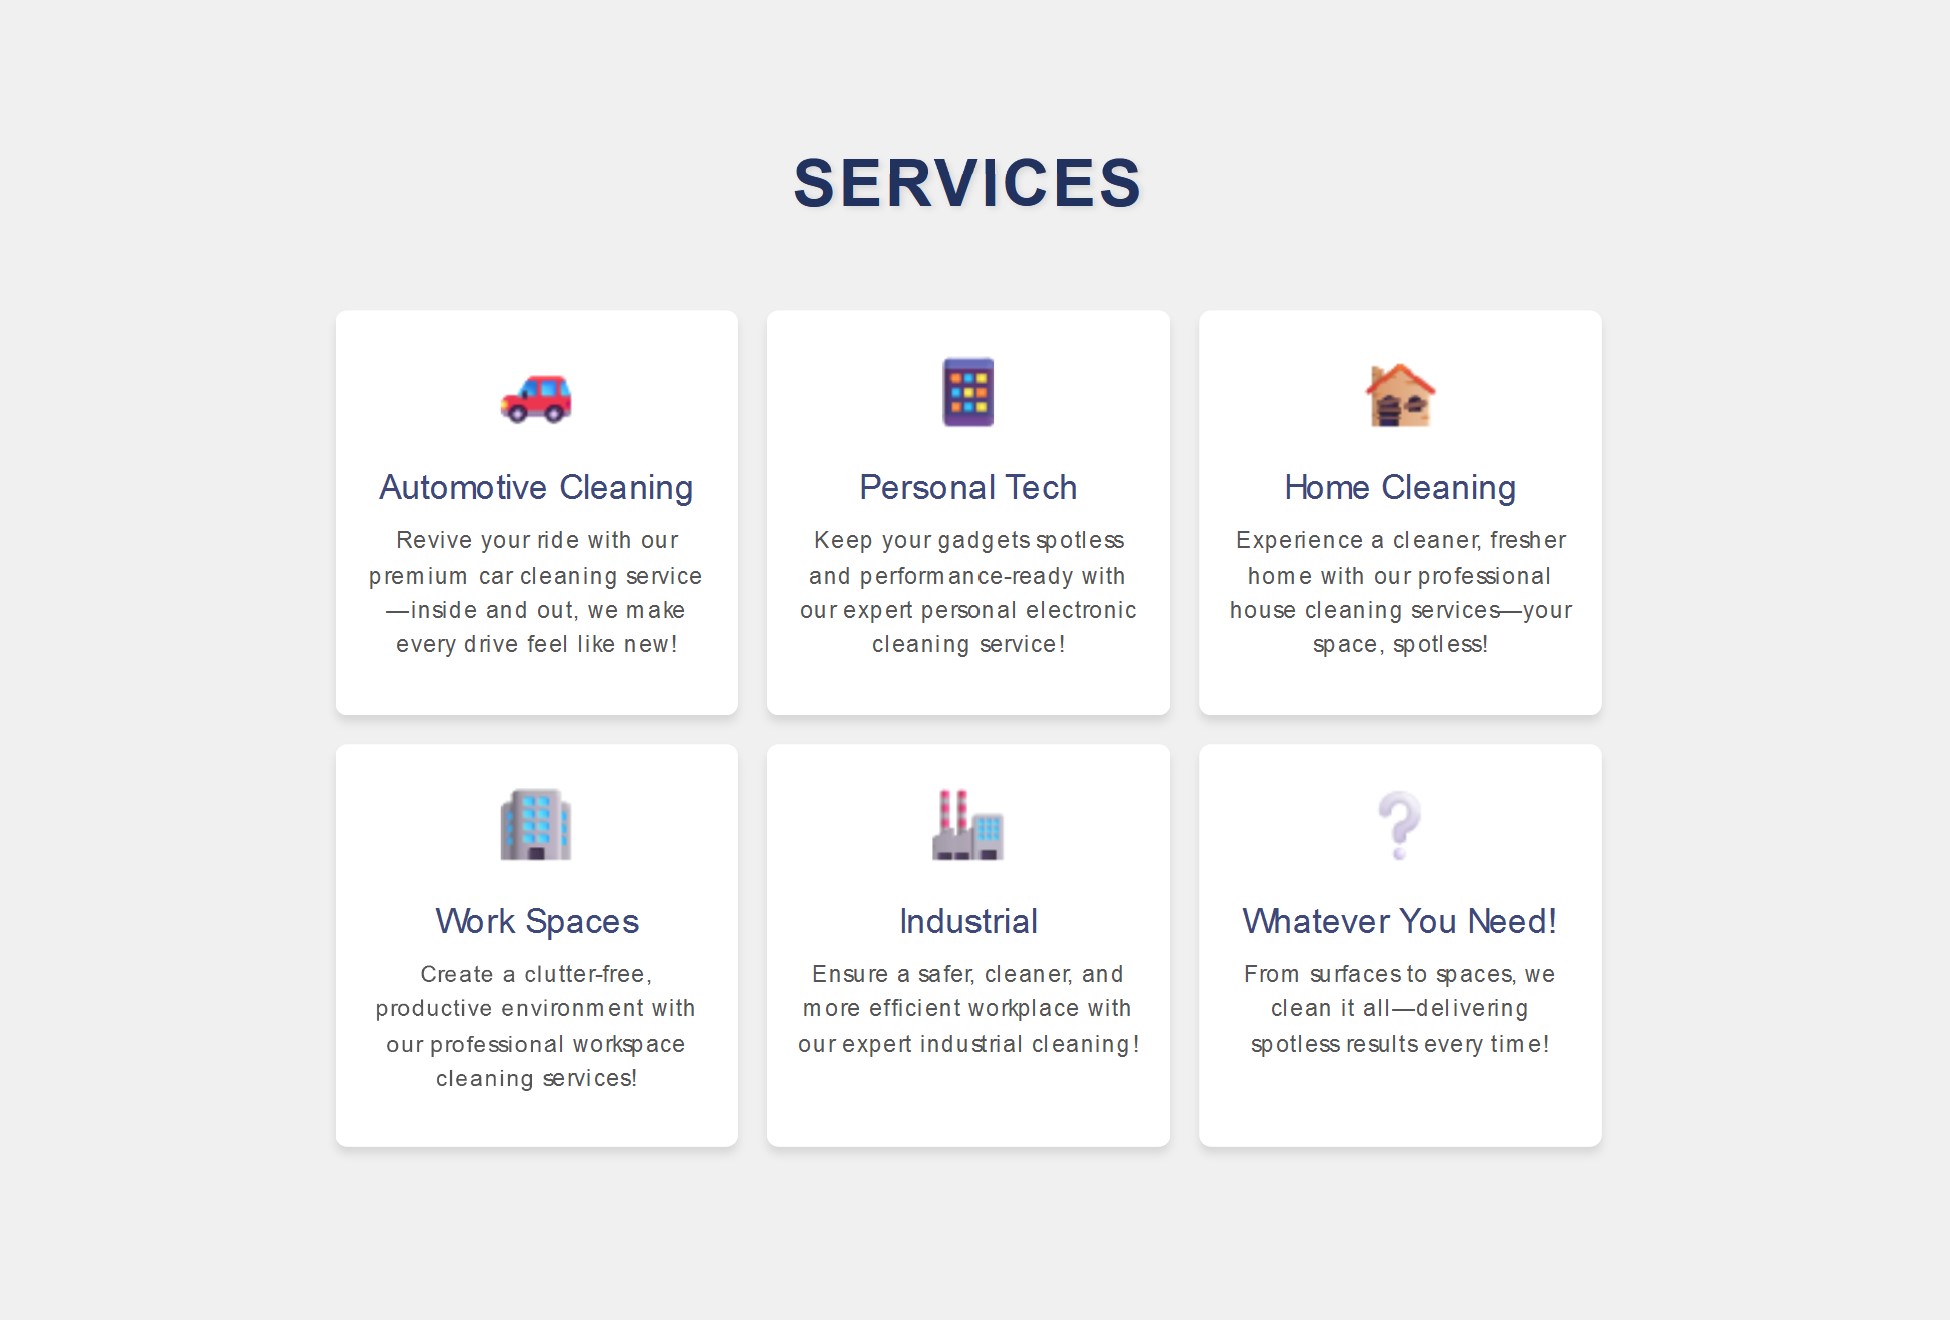 SERVICES
Automotive Cleaning
Revive your ride with our
premium car cleaning service
—inside and out, we make
every drive feel like new!
Personal Tech
Keep your gadgets spotless
and performance-ready with
our expert personal electronic
cleaning service!
Home Cleaning
Experience a cleaner, fresher
home with our professional
house cleaning services—your
space, spotless!
Work Spaces
Create a clutter-free,
productive environment with
our professional workspace
cleaning services!
Industrial
Ensure a safer, cleaner, and
more efficient workplace with
our expert industrial cleaning!
Whatever You Need!
From surfaces to spaces, we
clean it all—delivering
spotless results every time!